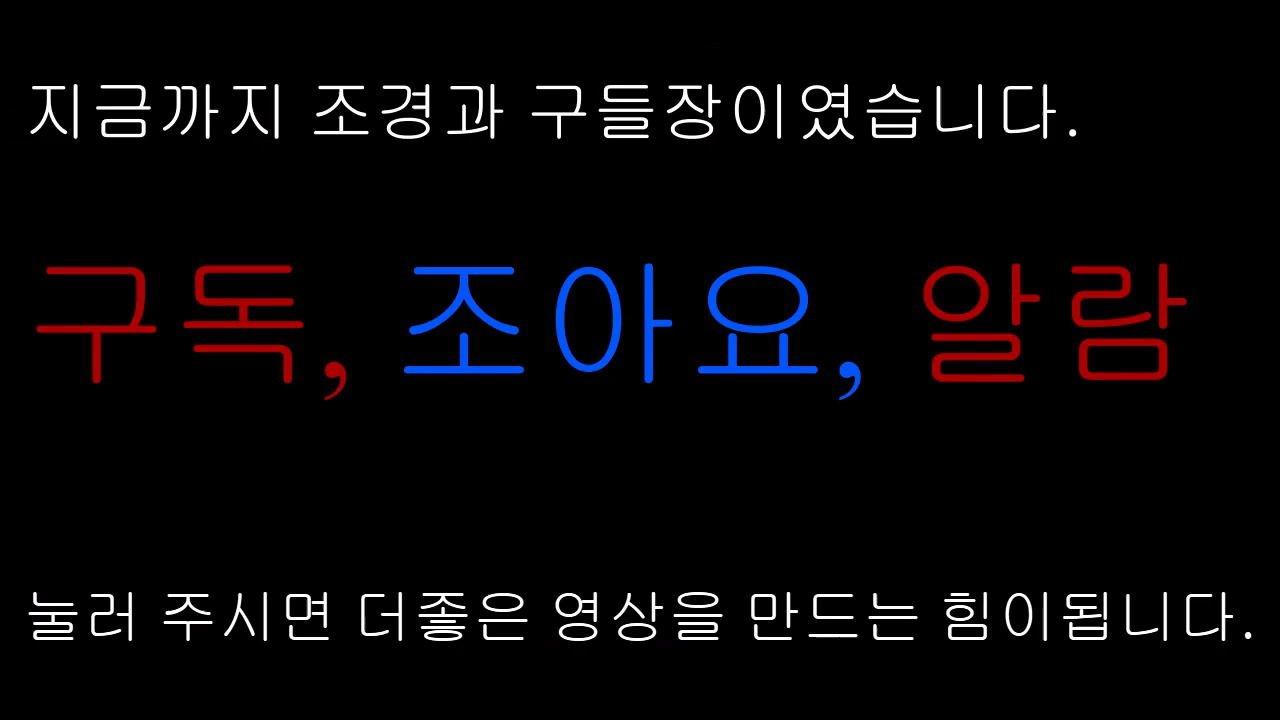 지금까지 조경과 구들장이였습니다.
구독, 조아요, 알람
눌러 주시면 더좋은 영상을 만드는 힘이됩니다.